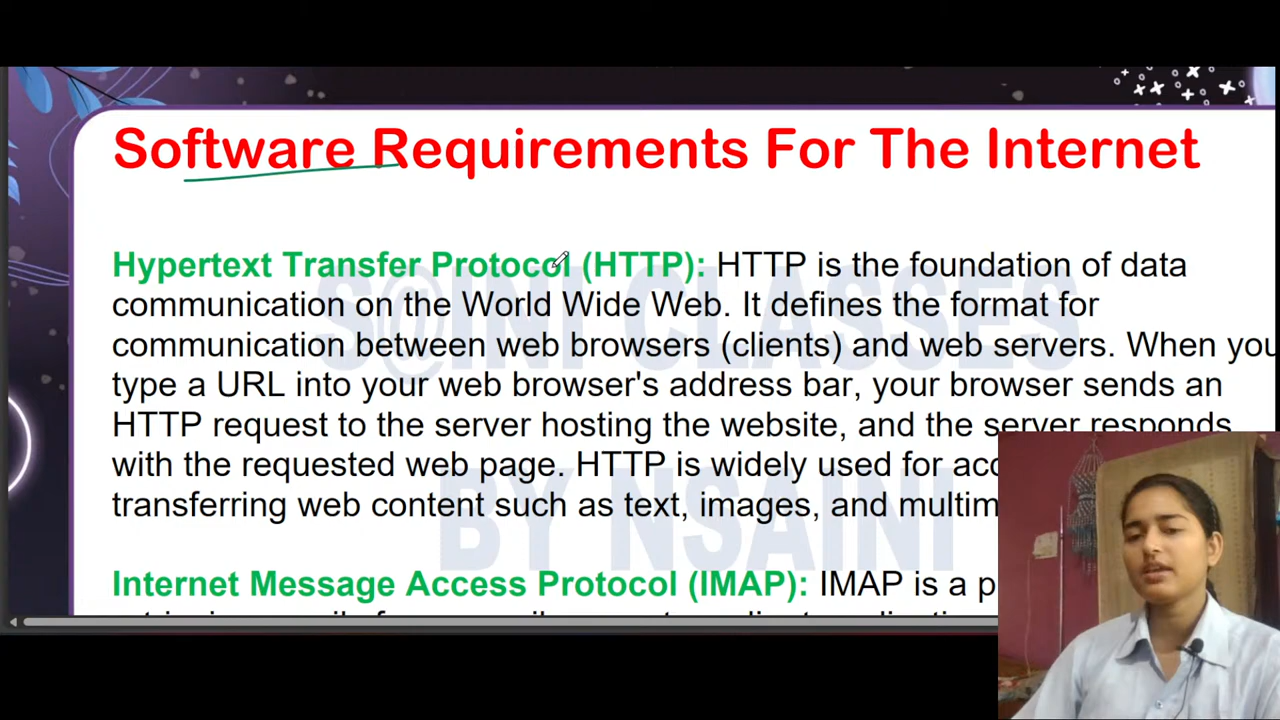 Software Requirements For The Internet
Hypertext Transfer Protocol (HTTP): HTTP is the foundation of data
communication on the World Wide Web. It defines the format for
communication between web browsers (clients) and web servers. When you
type a URL into your web browser's address bar, your browser sends an
HTTP request to the server hosting the website, and the server responds
with the requested web page. HTTP is widely used for
transferring web content such as text, images, and
Internet Message Access Protocol (IMAP): IMAP is a
S@INI CLASSES
BY NSAINI